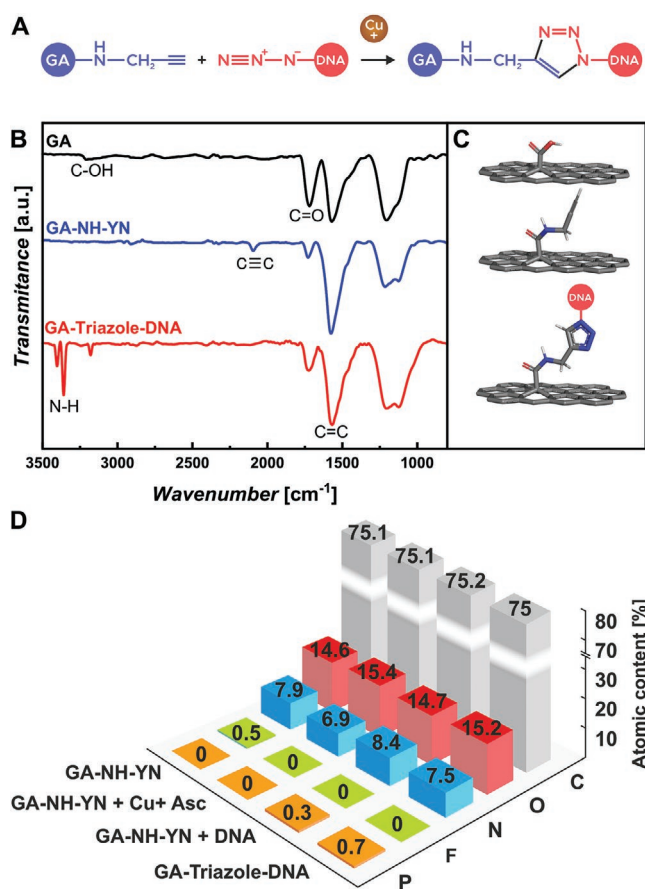 A
GA N H CH₂ + N≡N⁺ N⁻ DNA Cu + GA N H CH₂ N=N N DNA
B
GA
C-OH
C=O
GA-NH-YN
C≡C
GA-Triazole-DNA
N-H
C=C
Transmitance [a.u.]
3500 3000 2500 2000 1500 1000
Wavenumber [cm⁻¹]
C
DNA
D
75.1 75.1 75.2 75
14.6 15.4 14.7 15.2
7.9 6.9 8.4 7.5
0.5 0 0 0
0 0 0.3 0.7
80
70
30
20
10
Atomic content [%]
GA-NH-YN
GA-NH-YN + Cu+ Asc
GA-NH-YN + DNA
GA-Triazole-DNA
P F N O C